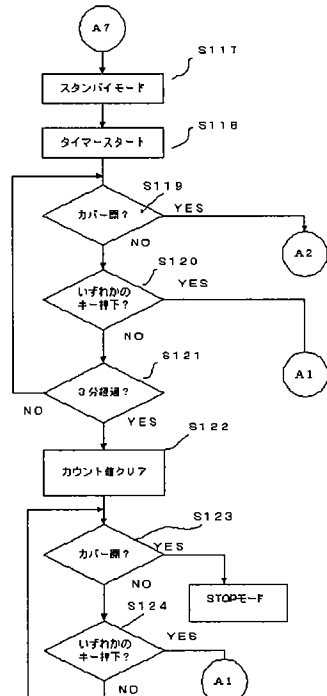 A7
S117
スタンバイモード
S118
タイマースタート
S119
カバー開?
YES
A2
NO
S120
いずれかの
キー押下?
YES
A1
NO
S121
3分経過?
NO
YES
S122
カウント値クリア
S123
カバー開?
YES
NO
STOPモード
S124
いずれかの
キー押下?
YES
A1
NO